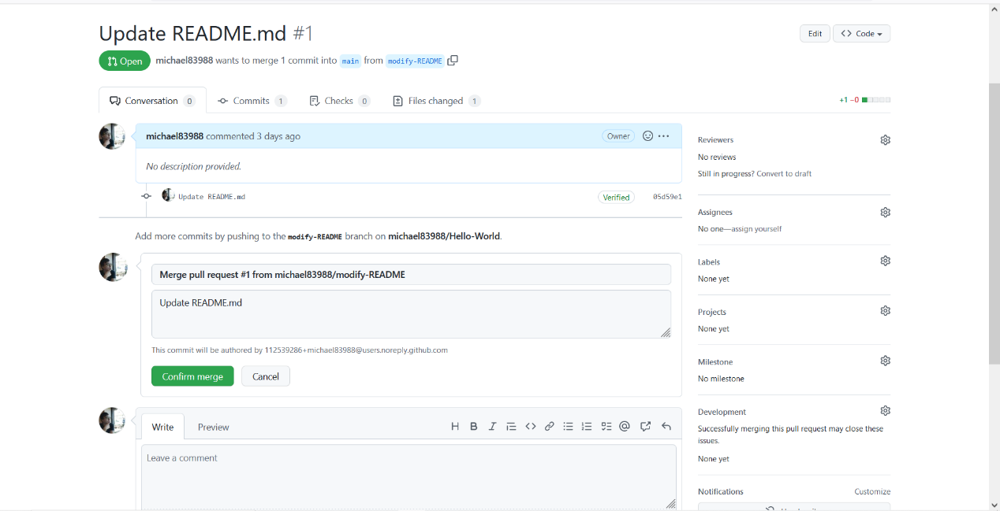 Update README.md #1
Edit
Code
Open
michael83988 wants to merge 1 commit into main from modify-README
Conversation 0
Commits 1
Checks 0
Files changed 1
+1 −0
michael83988 commented 3 days ago
Owner
No description provided.
Update README.md
Verified
05d59e1
Add more commits by pushing to the modify-README branch on michael83988/Hello-World.
Merge pull request #1 from michael83988/modify-README
Update README.md
This commit will be authored by 112539286+michael83988@users.noreply.github.com
Confirm merge
Cancel
Write
Preview
Leave a comment
Reviewers
No reviews
Still in progress? Convert to draft
Assignees
No one—assign yourself
Labels
None yet
Projects
None yet
Milestone
No milestone
Development
Successfully merging this pull request may close these
issues.
None yet
Notifications
Customize